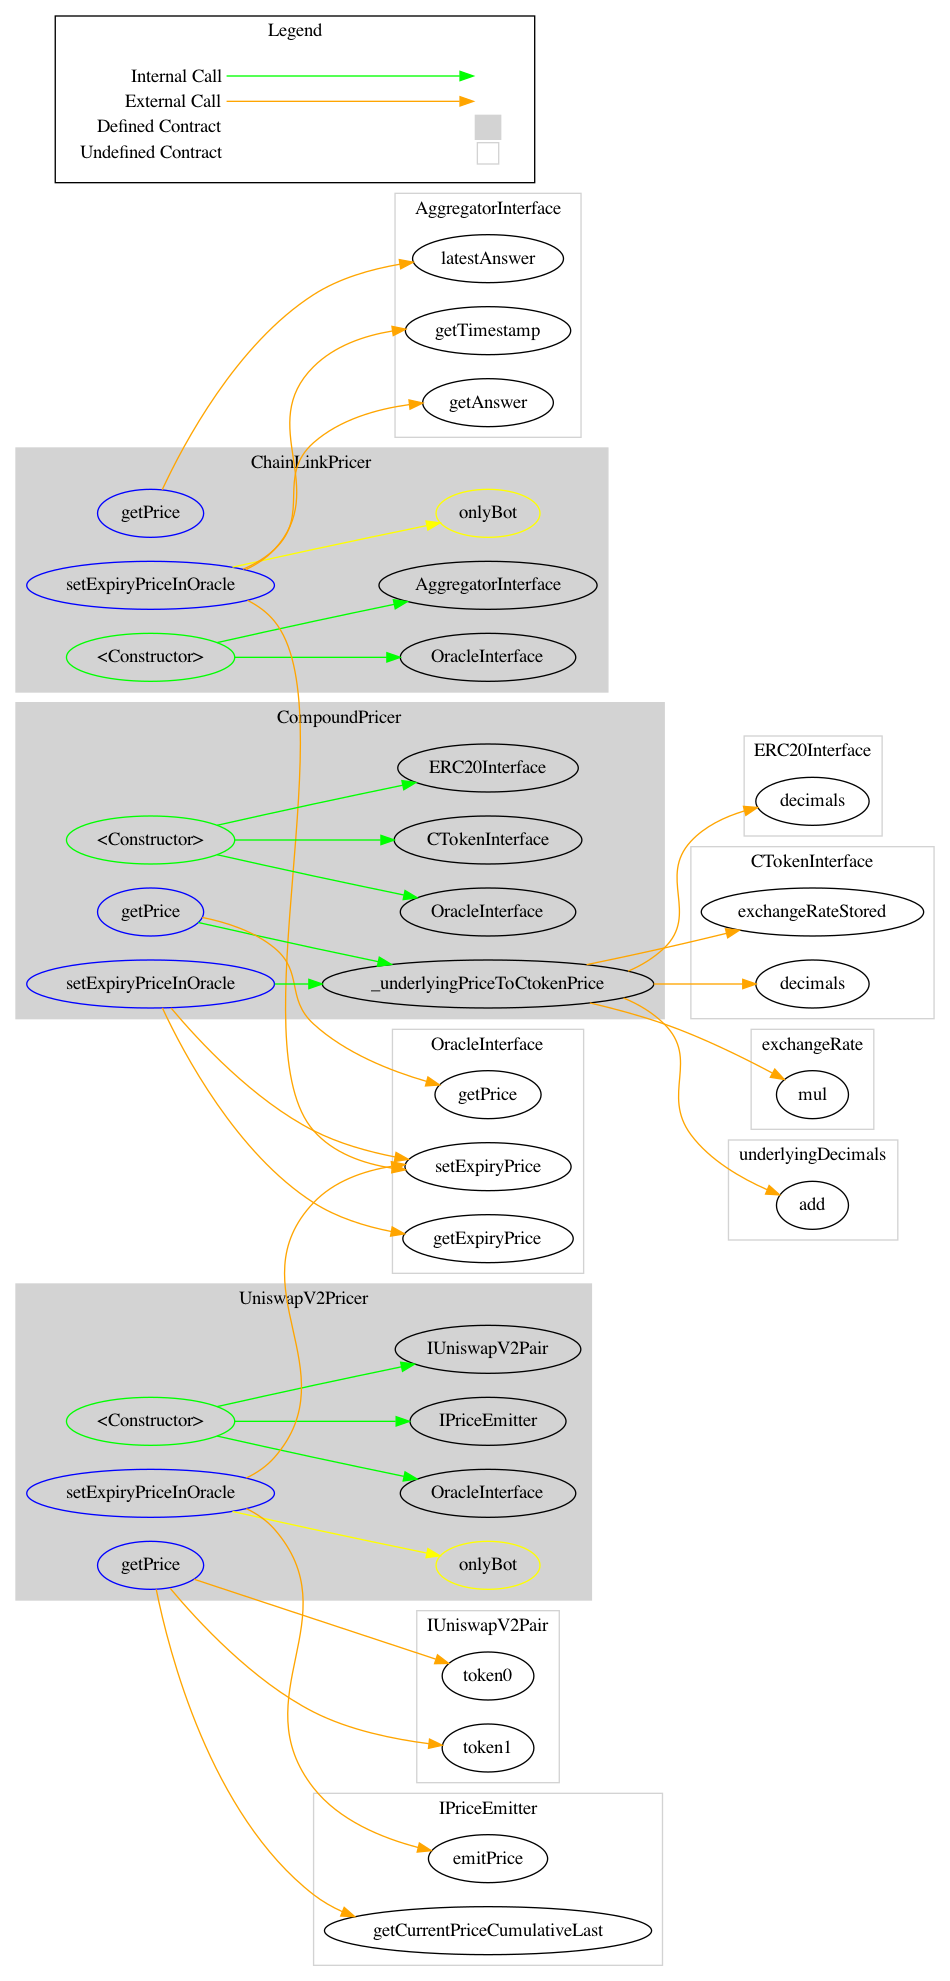 Legend
Internal Call
External Call
Defined Contract
Undefined Contract
AggregatorInterface
latestAnswer
getTimestamp
getAnswer
ChainLinkPricer
getPrice
onlyBot
setExpiryPriceInOracle
AggregatorInterface
<Constructor>
OracleInterface
CompoundPricer
ERC20Interface
<Constructor>
CTokenInterface
getPrice
OracleInterface
setExpiryPriceInOracle
_underlyingPriceToCtokenPrice
ERC20Interface
decimals
CTokenInterface
exchangeRateStored
decimals
exchangeRate
mul
underlyingDecimals
add
OracleInterface
getPrice
setExpiryPrice
getExpiryPrice
UniswapV2Pricer
IUniswapV2Pair
<Constructor>
IPriceEmitter
setExpiryPriceInOracle
OracleInterface
getPrice
onlyBot
IUniswapV2Pair
token0
token1
IPriceEmitter
emitPrice
getCurrentPriceCumulativeLast